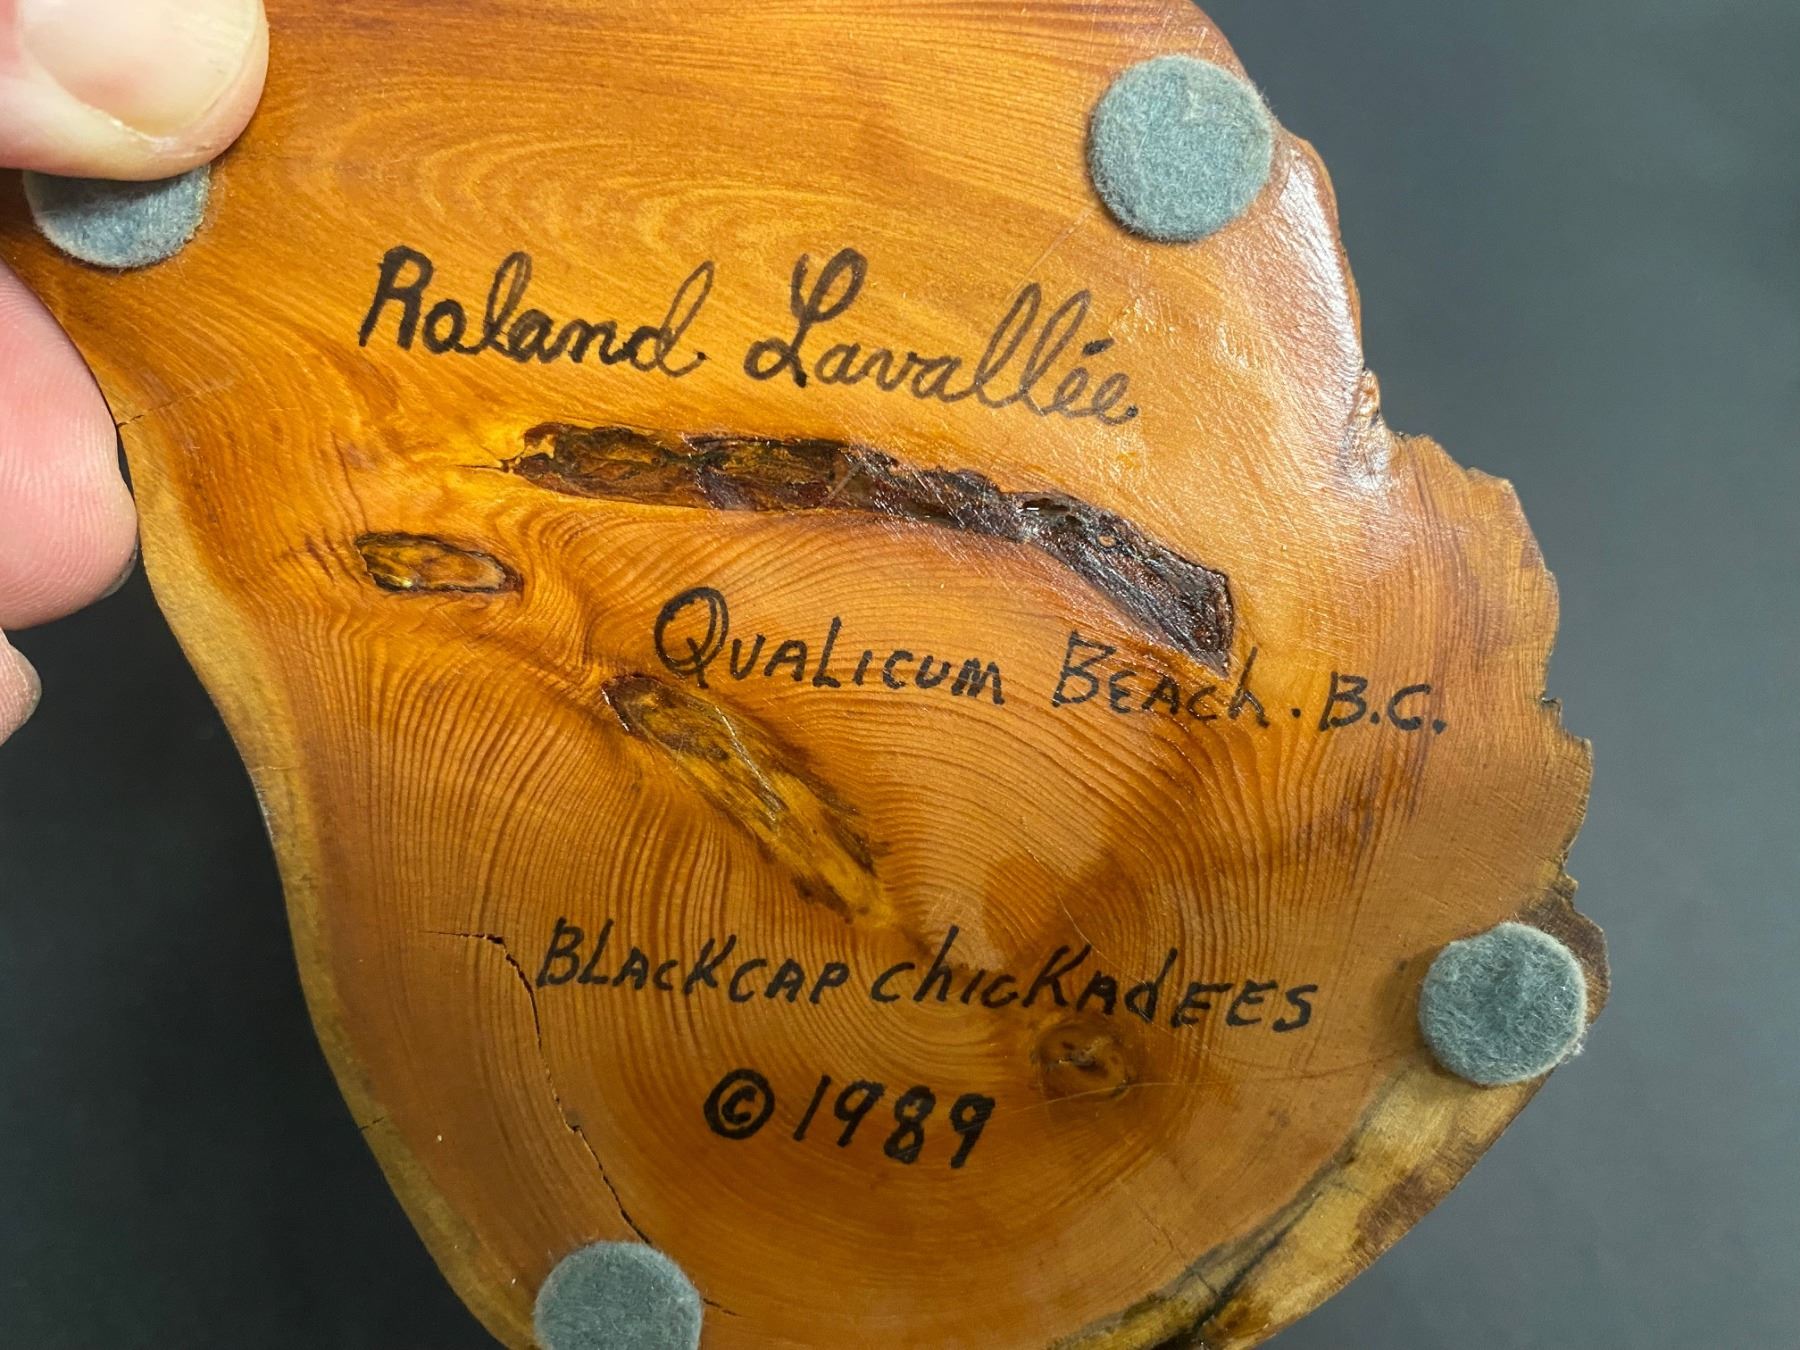 Roland Lavallée
QUALICUM BEACh. B.C.
BLACKCAP ChICKAdEES
© 1989